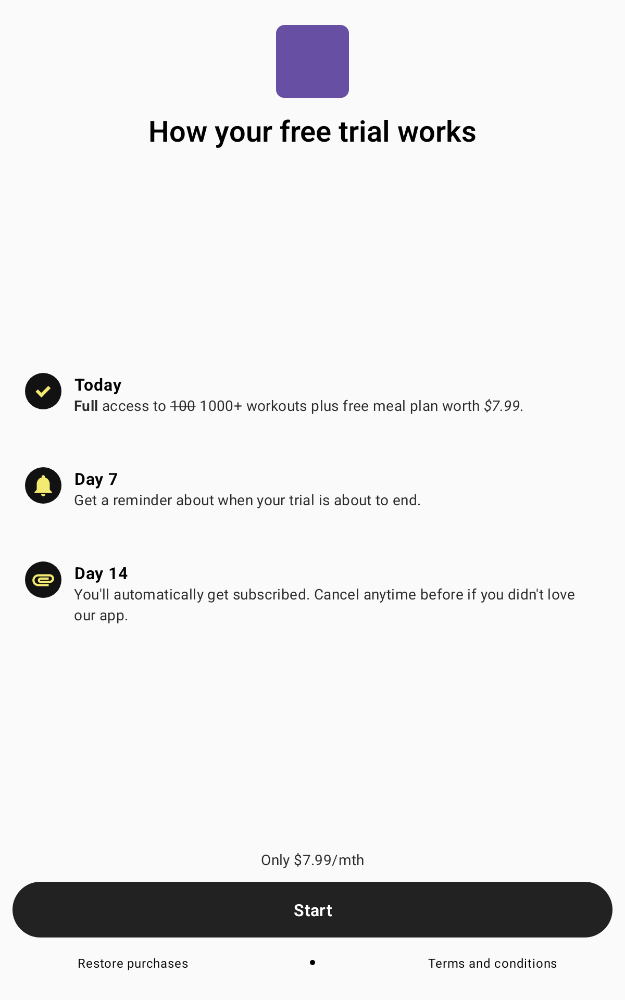 How your free trial works
Today
Full access to 100 1000+ workouts plus free meal plan worth $7.99.
Day 7
Get a reminder about when your trial is about to end.
Day 14
You'll automatically get subscribed. Cancel anytime before if you didn't love
our app.
Only $7.99/mth
Start
Restore purchases • Terms and conditions